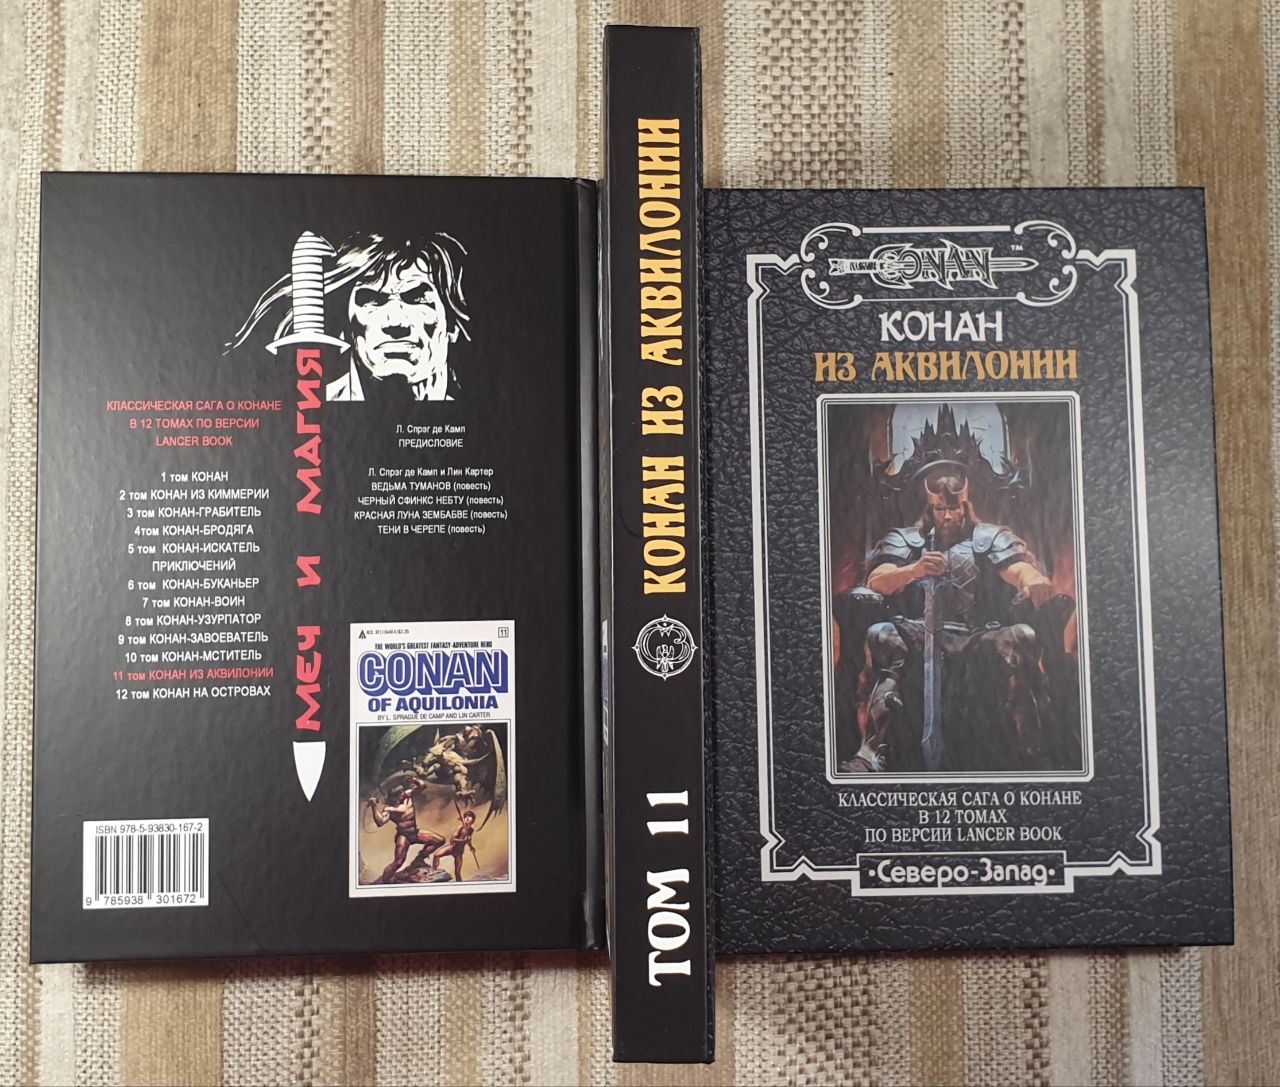 КЛАССИЧЕСКАЯ САГА О КОНАНЕ
В 12 ТОМАХ ПО ВЕРСИИ
LANCER BOOK
1 том КОНАН
2 том КОНАН ИЗ КИММЕРИИ
3 том КОНАН-ГРАБИТЕЛЬ
4том КОНАН-БРОДЯГА
5 том КОНАН-ИСКАТЕЛЬ
ПРИКЛЮЧЕНИЙ
6 том КОНАН-БУКАНЬЕР
7 том КОНАН-ВОИН
8 том КОНАН-УЗУРПАТОР
9 том КОНАН-ЗАВОЕВАТЕЛЬ
10 том КОНАН-МСТИТЕЛЬ
11 том КОНАН ИЗ АКВИЛОНИИ
12 том КОНАН НА ОСТРОВАХ
ISBN 978-5-93830-167-2
9 785938 301672
МЕЧ И МАГИЯ
Л. Спрэг де Камп
ПРЕДИСЛОВИЕ
Л. Спрэг де Камп и Лин Картер
ВЕДЬМА ТУМАНОВ (повесть)
ЧЕРНЫЙ СФИНКС НЕБТУ (повесть)
КРАСНАЯ ЛУНА ЗЕМБАБВЕ (повесть)
ТЕНИ В ЧЕРЕПЕ (повесть)
11
THE WORLD'S GREATEST FANTASY-ADVENTURE HERO
CONAN
OF AQUILONIA
BY L. SPRAGUE DE CAMP AND LIN CARTER
ТОМ 11
КОНАН ИЗ АКВИЛОНИИ
CONAN™
КОНАН
ИЗ АКВИЛОНИИ
КЛАССИЧЕСКАЯ САГА О КОНАНЕ
В 12 ТОМАХ
ПО ВЕРСИИ LANCER BOOK
·Северо-Запад·